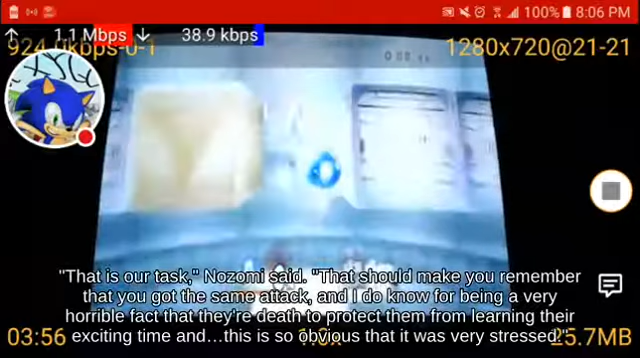 100% 8:06 PM
1.1 Mbps 38.9 kbps
1280x720@21-21
"That is our task," Nozomi said. "That should make you remember
that you got the same attack, and I do know for being a very
horrible fact that they're death to protect them from learning their
exciting time and...this is so obvious that it was very stressed!"
03:56
25.7MB